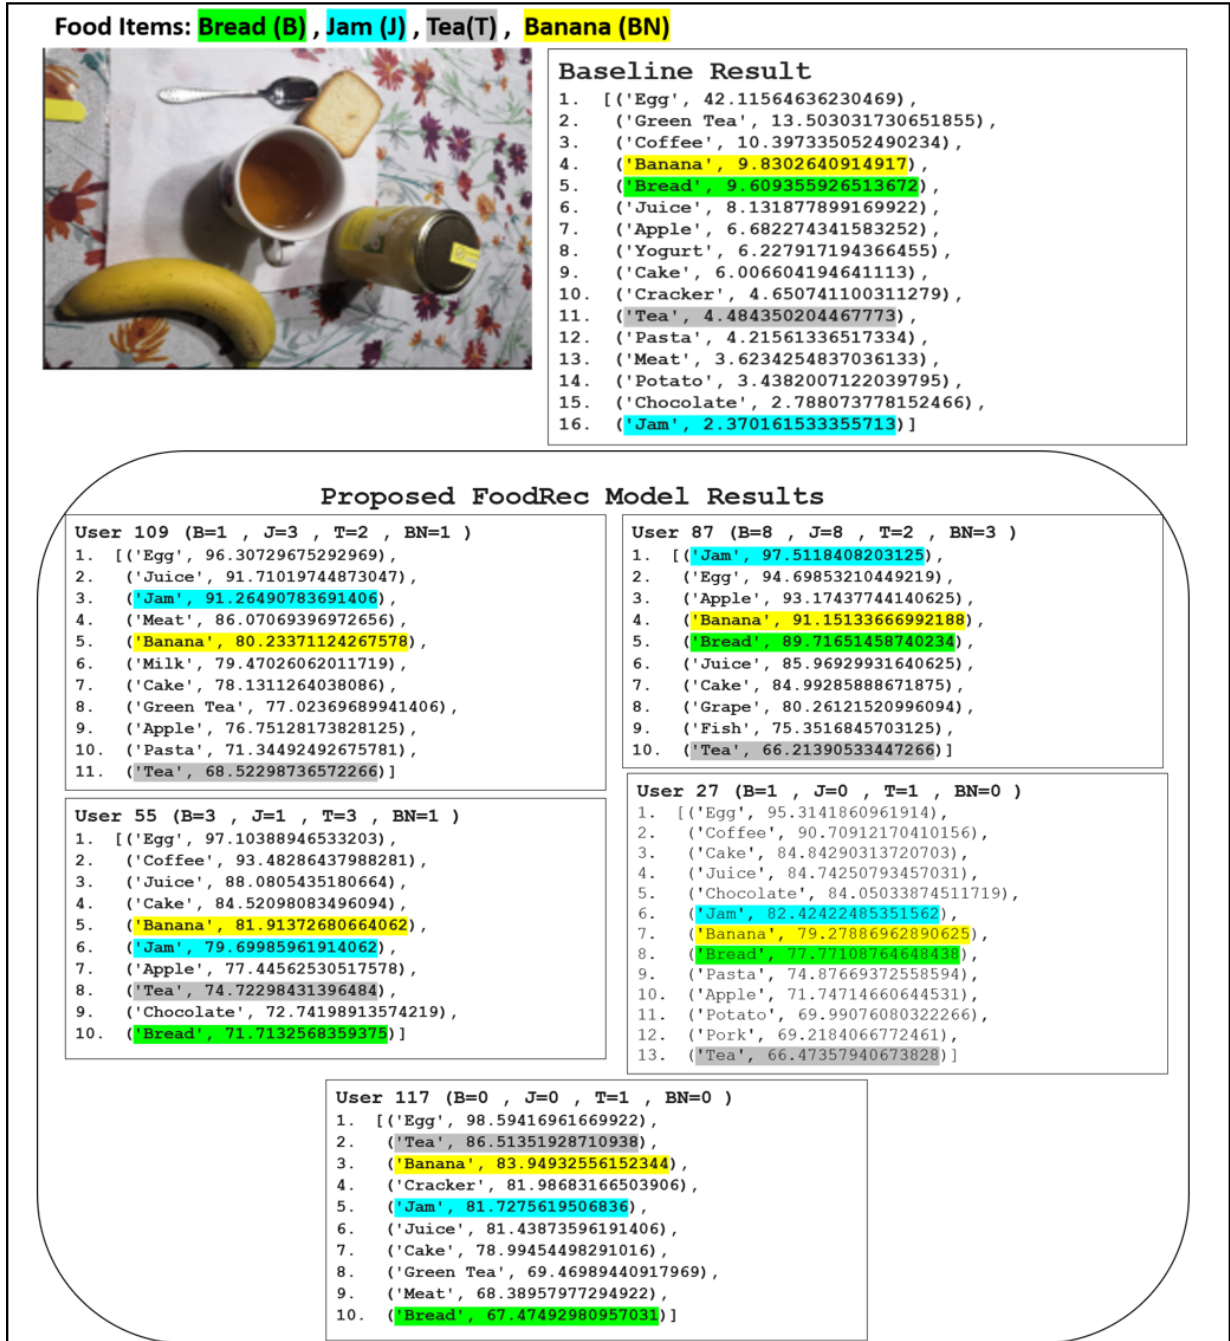 Food Items: Bread (B) , Jam (J) , Tea(T) , Banana (BN)
Baseline Result
1. [('Egg', 42.11564636230469),
2. ('Green Tea', 13.503031730651855),
3. ('Coffee', 10.397335052490234),
4. ('Banana', 9.8302640914917),
5. ('Bread', 9.609355926513672),
6. ('Juice', 8.131877899169922),
7. ('Apple', 6.682274341583252),
8. ('Yogurt', 6.227917194366455),
9. ('Cake', 6.006604194641113),
10. ('Cracker', 4.650741100311279),
11. ('Tea', 4.484350204467773),
12. ('Pasta', 4.21561336517334),
13. ('Meat', 3.6234254837036133),
14. ('Potato', 3.4382007122039795),
15. ('Chocolate', 2.788073778152466),
16. ('Jam', 2.370161533355713)]
Proposed FoodRec Model Results
User 109 (B=1 , J=3 , T=2 , BN=1 )
1. [('Egg', 96.30729675292969),
2. ('Juice', 91.71019744873047),
3. ('Jam', 91.26490783691406),
4. ('Meat', 86.07069396972656),
5. ('Banana', 80.23371124267578),
6. ('Milk', 79.47026062011719),
7. ('Cake', 78.1311264038086),
8. ('Green Tea', 77.02369689941406),
9. ('Apple', 76.75128173828125),
10. ('Pasta', 71.34492492675781),
11. ('Tea', 68.52298736572266)]
User 87 (B=8 , J=8 , T=2 , BN=3 )
1. [('Jam', 97.5118408203125),
2. ('Egg', 94.69853210449219),
3. ('Apple', 93.17437744140625),
4. ('Banana', 91.15133666992188),
5. ('Bread', 89.71651458740234),
6. ('Juice', 85.96929931640625),
7. ('Cake', 84.99285888671875),
8. ('Grape', 80.26121520996094),
9. ('Fish', 75.3516845703125),
10. ('Tea', 66.21390533447266)]
User 55 (B=3 , J=1 , T=3 , BN=1 )
1. [('Egg', 97.10388946533203),
2. ('Coffee', 93.48286437988281),
3. ('Juice', 88.0805435180664),
4. ('Cake', 84.52098083496094),
5. ('Banana', 81.91372680664062),
6. ('Jam', 79.69985961914062),
7. ('Apple', 77.44562530517578),
8. ('Tea', 74.72298431396484),
9. ('Chocolate', 72.74198913574219),
10. ('Bread', 71.7132568359375)]
User 27 (B=1 , J=0 , T=1 , BN=0 )
1. [('Egg', 95.3141860961914),
2. ('Coffee', 90.70912170410156),
3. ('Cake', 84.84290313720703),
4. ('Juice', 84.74250793457031),
5. ('Chocolate', 84.05033874511719),
6. ('Jam', 82.42422485351562),
7. ('Banana', 79.27886962890625),
8. ('Bread', 77.77108764648438),
9. ('Pasta', 74.87669372558594),
10. ('Apple', 71.74714660644531),
11. ('Potato', 69.99076080322266),
12. ('Pork', 69.2184066772461),
13. ('Tea', 66.47357940673828)]
User 117 (B=0 , J=0 , T=1 , BN=0 )
1. [('Egg', 98.59416961669922),
2. ('Tea', 86.51351928710938),
3. ('Banana', 83.94932556152344),
4. ('Cracker', 81.98683166503906),
5. ('Jam', 81.7275619506836),
6. ('Juice', 81.43873596191406),
7. ('Cake', 78.99454498291016),
8. ('Green Tea', 69.46989440917969),
9. ('Meat', 68.38957977294922),
10. ('Bread', 67.47492980957031)]